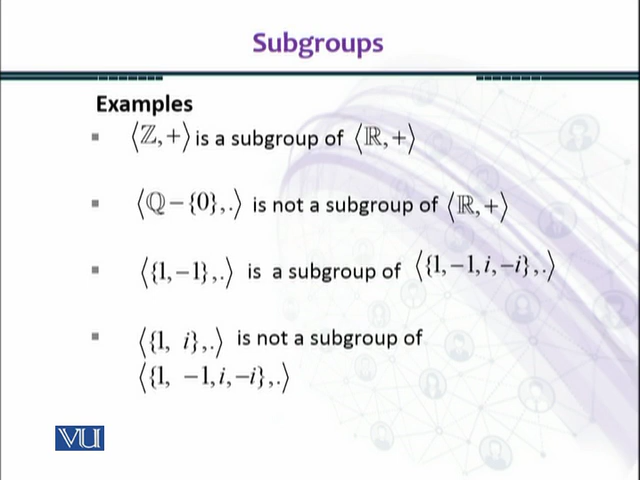 Subgroups
Examples
▪ ⟨ℤ,+⟩ is a subgroup of ⟨ℝ,+⟩
▪ ⟨ℚ−{0},.⟩ is not a subgroup of ⟨ℝ,+⟩
▪ ⟨{1,−1},.⟩ is a subgroup of ⟨{1,−1,i,−i},.⟩
▪ ⟨{1, i},.⟩ is not a subgroup of
⟨{1, −1,i,−i},.⟩
VU